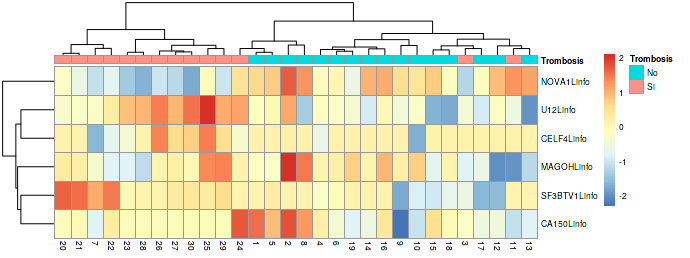 Trombosis
Trombosis
No
SI
NOVA1Linfo
U12Linfo
CELF4Linfo
MAGOHLinfo
SF3BTV1Linfo
CA150Linfo
2
1
0
-1
-2
20 21 7 22 23 28 26 27 30 25 29 24 1 5 2 8 4 6 19 14 16 9 10 15 18 3 17 12 11 13